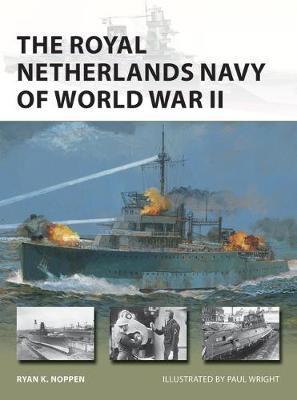 THE ROYAL
NETHERLANDS NAVY
OF WORLD WAR II
RYAN K. NOPPEN
ILLUSTRATED BY PAUL WRIGHT